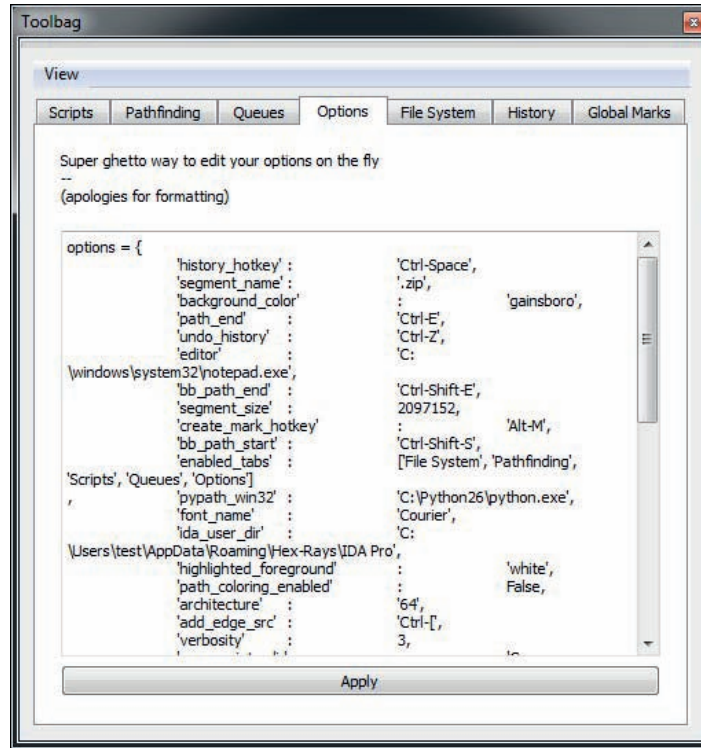 Toolbag
x
View
Scripts Pathfinding Queues Options File System History Global Marks
Super ghetto way to edit your options on the fly
--
(apologies for formatting)
options = {
'history_hotkey' : 'Ctrl-Space',
'segment_name' : '.zip',
'background_color' : 'gainsboro',
'path_end' : 'Ctrl-E',
'undo_history' : 'Ctrl-Z',
'editor' : 'C:
\windows\system32\notepad.exe',
'bb_path_end' : 'Ctrl-Shift-E',
'segment_size' : 2097152,
'create_mark_hotkey' : 'Alt-M',
'bb_path_start' : 'Ctrl-Shift-S',
'enabled_tabs' : ['File System', 'Pathfinding',
'Scripts', 'Queues', 'Options']
, 'pypath_win32' : 'C:\Python26\python.exe',
'font_name' : 'Courier',
'ida_user_dir' : 'C:
\Users\test\AppData\Roaming\Hex-Rays\IDA Pro',
'highlighted_foreground' : 'white',
'path_coloring_enabled' : False,
'architecture' : '64',
'add_edge_src' : 'Ctrl-[',
'verbosity' : 3,
Apply